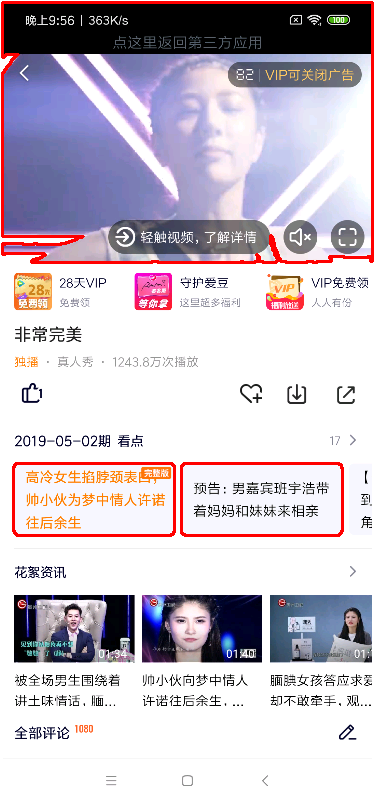 晚上9:56 | 363K/s
100
点这里返回第三方应用
82 | VIP可关闭广告
轻触视频，了解详情
28天VIP
免费领
守护爱豆
这里超多福利
VIP免费领
人人有份
28天
免费领
等你拿
VIP
福利放送
非常完美
独播 · 真人秀 · 1243.8万次播放
1
2019-05-02期 看点
17
高冷女生掐脖颈表白，
完整版
帅小伙为梦中情人许诺
往后余生
预告：男嘉宾班宇浩带
着妈妈和妹妹来相亲
【
到
角
花絮资讯
01:34
01:40
被全场男生围绕着
讲土味情话，腼...
帅小伙向梦中情人
许诺往后余生，...
腼腆女孩答应求爱
却不敢牵手，观...
全部评论 1080